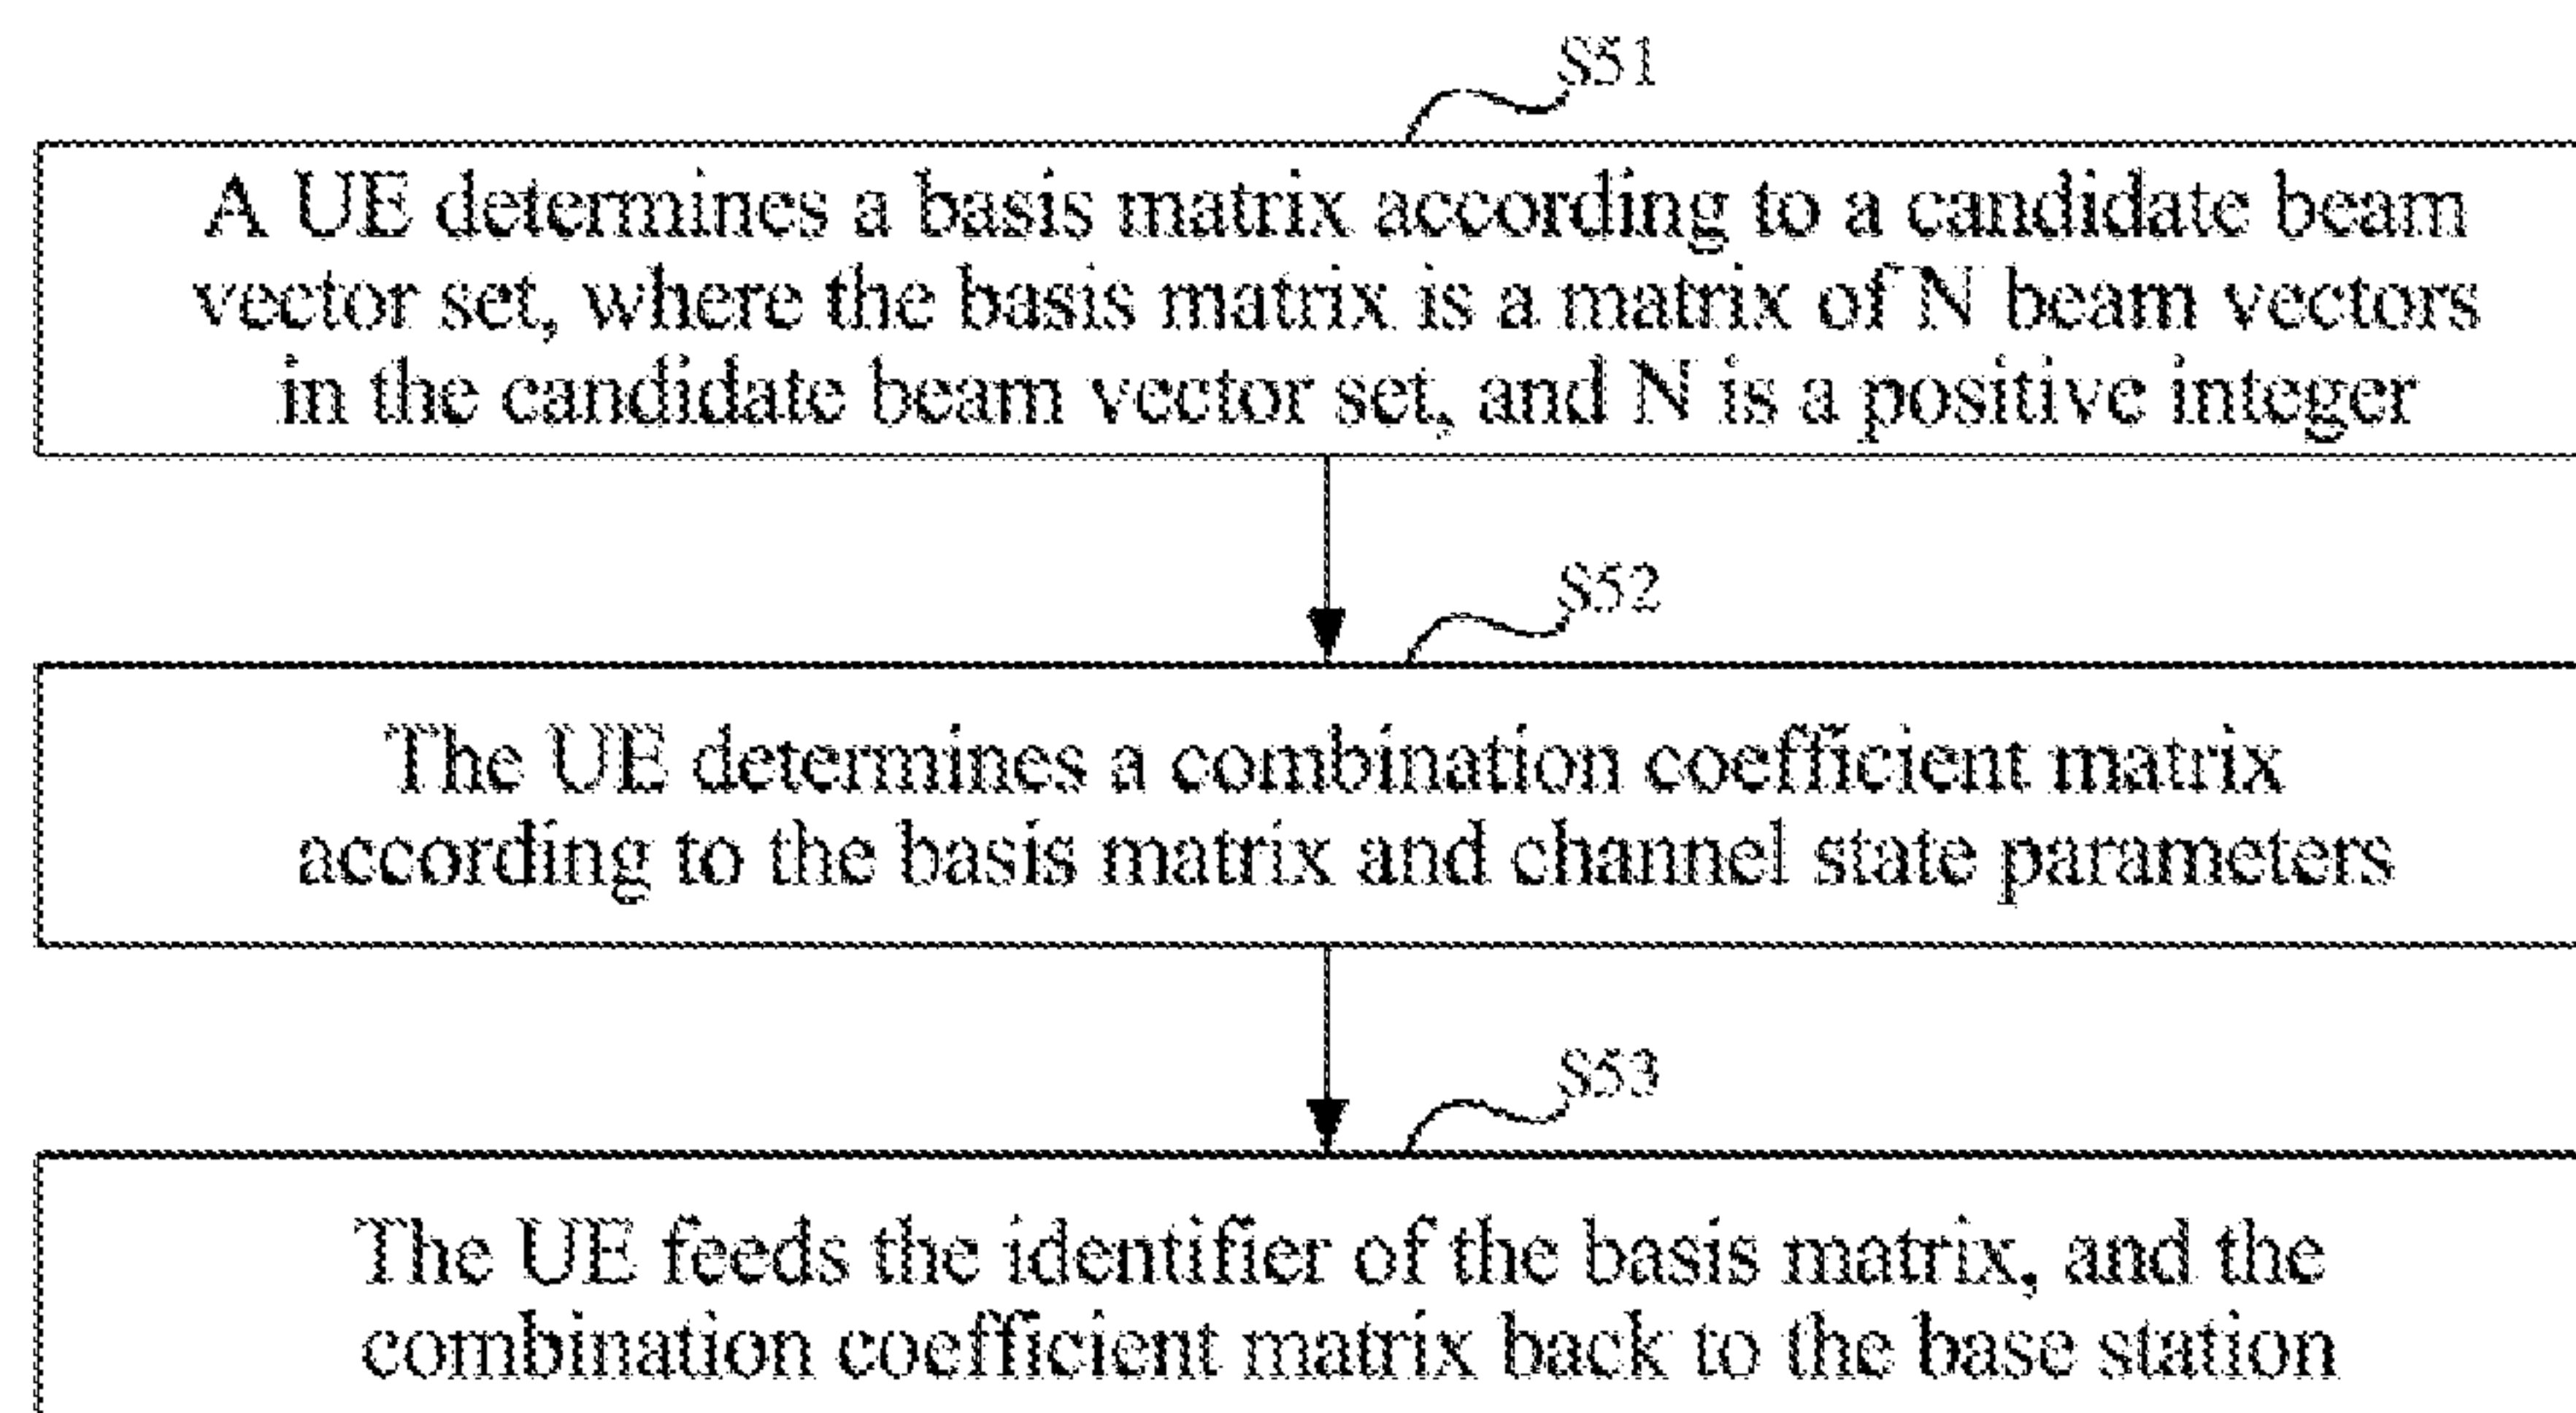 S51
A UE determines a basis matrix according to a candidate beam
vector set, where the basis matrix is a matrix of N beam vectors
in the candidate beam vector set, and N is a positive integer
S52
The UE determines a combination coefficient matrix
according to the basis matrix and channel state parameters
S53
The UE feeds the identifier of the basis matrix, and the
combination coefficient matrix back to the base station